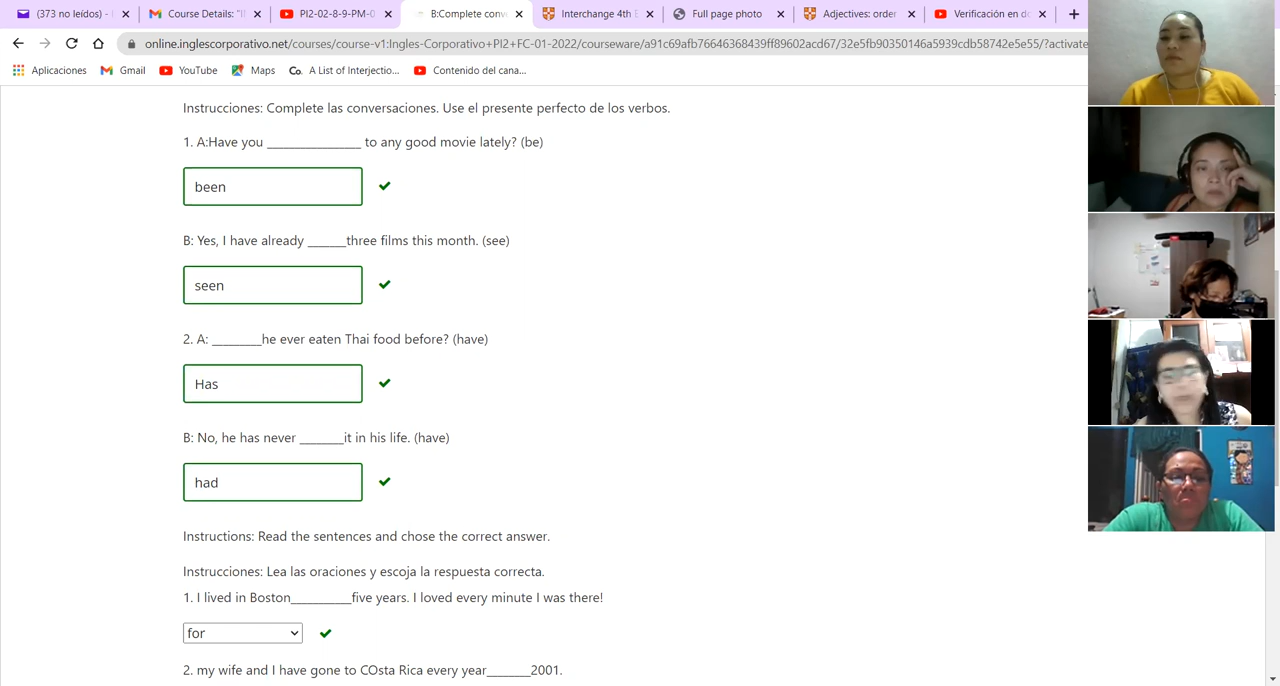 (373 no leídos) -
Course Details: "I
PI2-02-8-9-PM-0
B:Complete conv
Interchange 4th E
Full page photo
Adjectives: order
Verificación en do
online.inglescorporativo.net/courses/course-v1:Ingles-Corporativo+PI2+FC-01-2022/courseware/a91c69afb76646368439ff89602acd67/32e5fb90350146a5939cdb58742e5e55/?activate
Aplicaciones
Gmail
YouTube
Maps
Co. A List of Interjectio...
Contenido del cana...
Instrucciones: Complete las conversaciones. Use el presente perfecto de los verbos.
1. A:Have you ______________ to any good movie lately? (be)
been
B: Yes, I have already ______three films this month. (see)
seen
2. A: ________he ever eaten Thai food before? (have)
Has
B: No, he has never _______it in his life. (have)
had
Instructions: Read the sentences and chose the correct answer.
Instrucciones: Lea las oraciones y escoja la respuesta correcta.
1. I lived in Boston__________five years. I loved every minute I was there!
for
2. my wife and I have gone to COsta Rica every year_______2001.